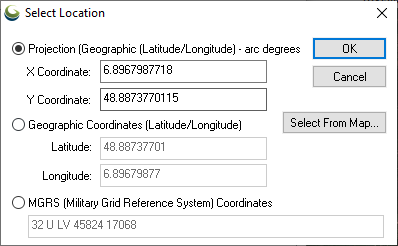 Select Location
Projection (Geographic (Latitude/Longitude) - arc degrees
OK
X Coordinate: 6.8967987718
Cancel
Y Coordinate: 48.8873770115
Geographic Coordinates (Latitude/Longitude)
Select From Map...
Latitude: 48.88737701
Longitude: 6.89679877
MGRS (Military Grid Reference System) Coordinates
32 U LV 45824 17068